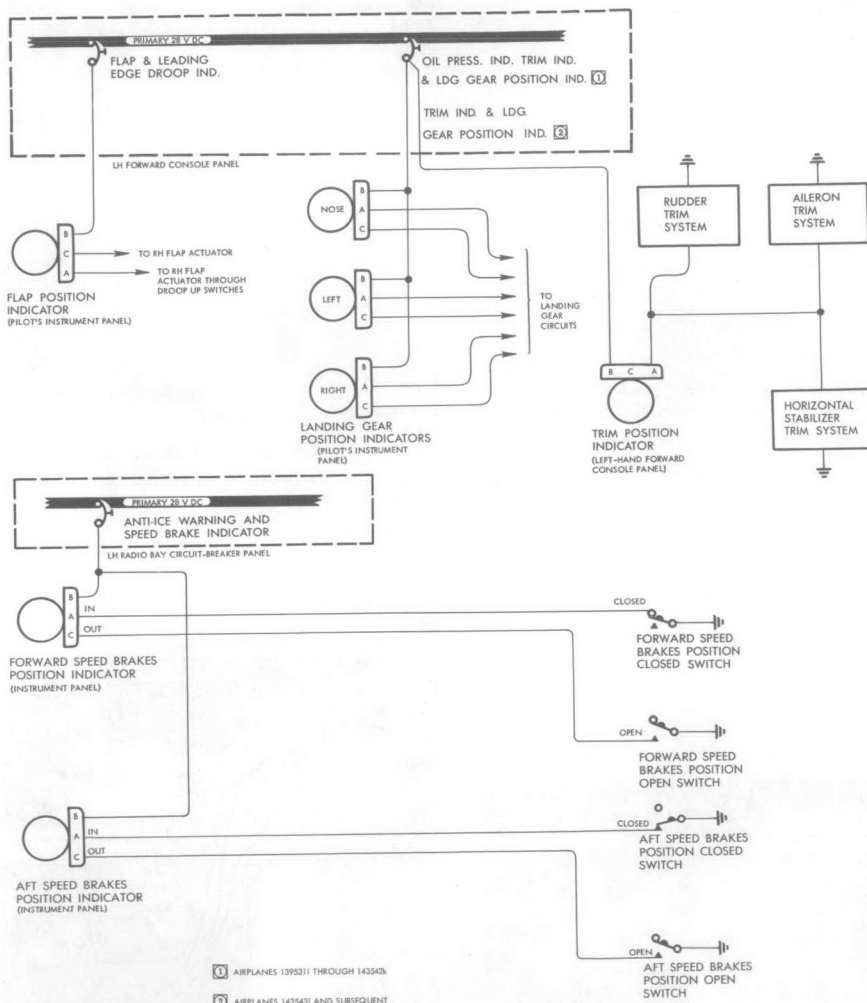 PRIMARY 28 V DC
FLAP & LEADING
EDGE DROOP IND.
OIL PRESS. IND. TRIM IND.
& LDG GEAR POSITION IND. 1
TRIM IND. & LDG
GEAR POSITION IND. 2
LH FORWARD CONSOLE PANEL
B
C
A
TO RH FLAP ACTUATOR
TO RH FLAP
ACTUATOR THROUGH
DROOP UP SWITCHES
FLAP POSITION
INDICATOR
(PILOT'S INSTRUMENT PANEL)
NOSE
B
A
C
LEFT
B
A
C
RIGHT
B
A
C
TO
LANDING
GEAR
CIRCUITS
LANDING GEAR
POSITION INDICATORS
(PILOT'S INSTRUMENT
PANEL)
RUDDER
TRIM
SYSTEM
AILERON
TRIM
SYSTEM
B C A
TRIM POSITION
INDICATOR
(LEFT-HAND FORWARD
CONSOLE PANEL)
HORIZONTAL
STABILIZER
TRIM SYSTEM
PRIMARY 28 V DC
ANTI-ICE WARNING AND
SPEED BRAKE INDICATOR
LH RADIO BAY CIRCUIT-BREAKER PANEL
B
A
C
IN
OUT
FORWARD SPEED BRAKES
POSITION INDICATOR
(INSTRUMENT PANEL)
CLOSED
FORWARD SPEED
BRAKES POSITION
CLOSED SWITCH
OPEN
FORWARD SPEED
BRAKES POSITION
OPEN SWITCH
B
A
C
IN
OUT
AFT SPEED BRAKES
POSITION INDICATOR
(INSTRUMENT PANEL)
CLOSED
AFT SPEED BRAKES
POSITION CLOSED
SWITCH
OPEN
AFT SPEED BRAKES
POSITION OPEN
SWITCH
1 AIRPLANES 139531I THROUGH 143542k
2 AIRPLANES 143543l AND SUBSEQUENT